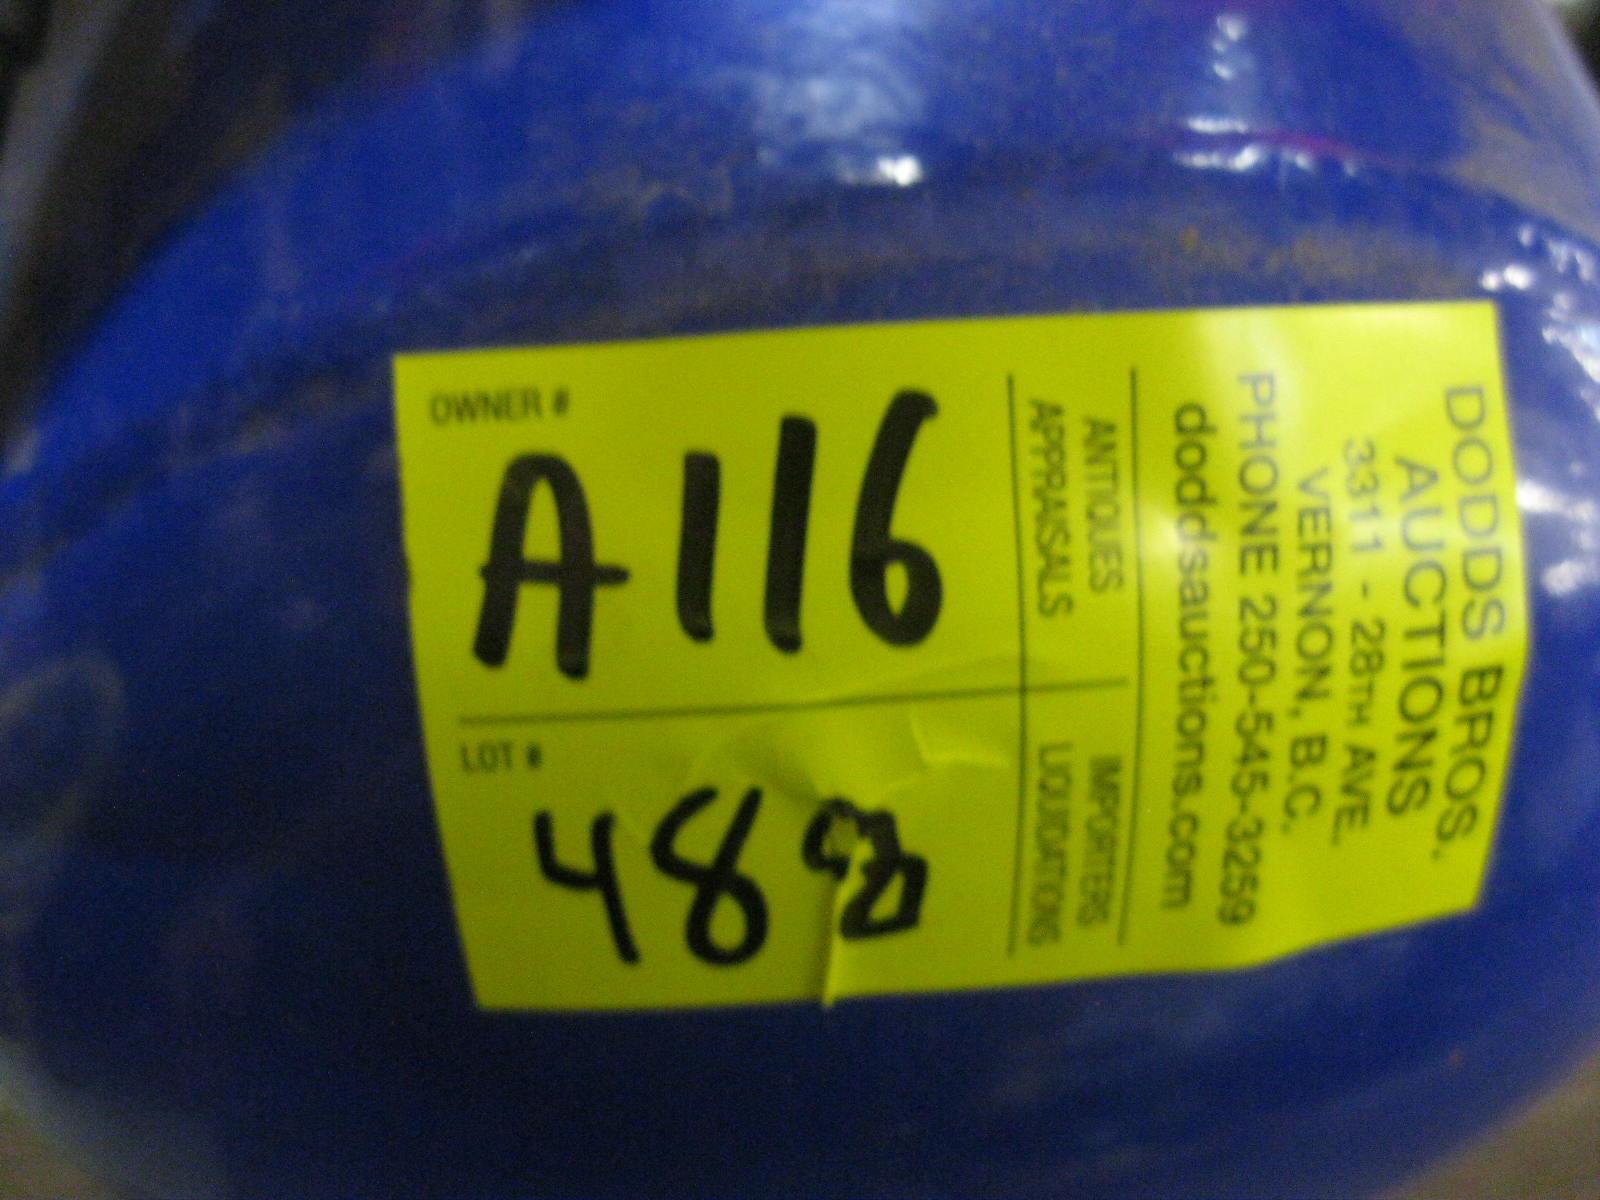 OWNER #
A116
LOT #
488
ANTIQUES
APPRAISALS
IMPORTERS
LIQUIDATIONS
DODDS BROS.
AUCTIONS
3311 - 28TH AVE.
VERNON, B.C.
PHONE 250-545-3259
doddsauctions.com